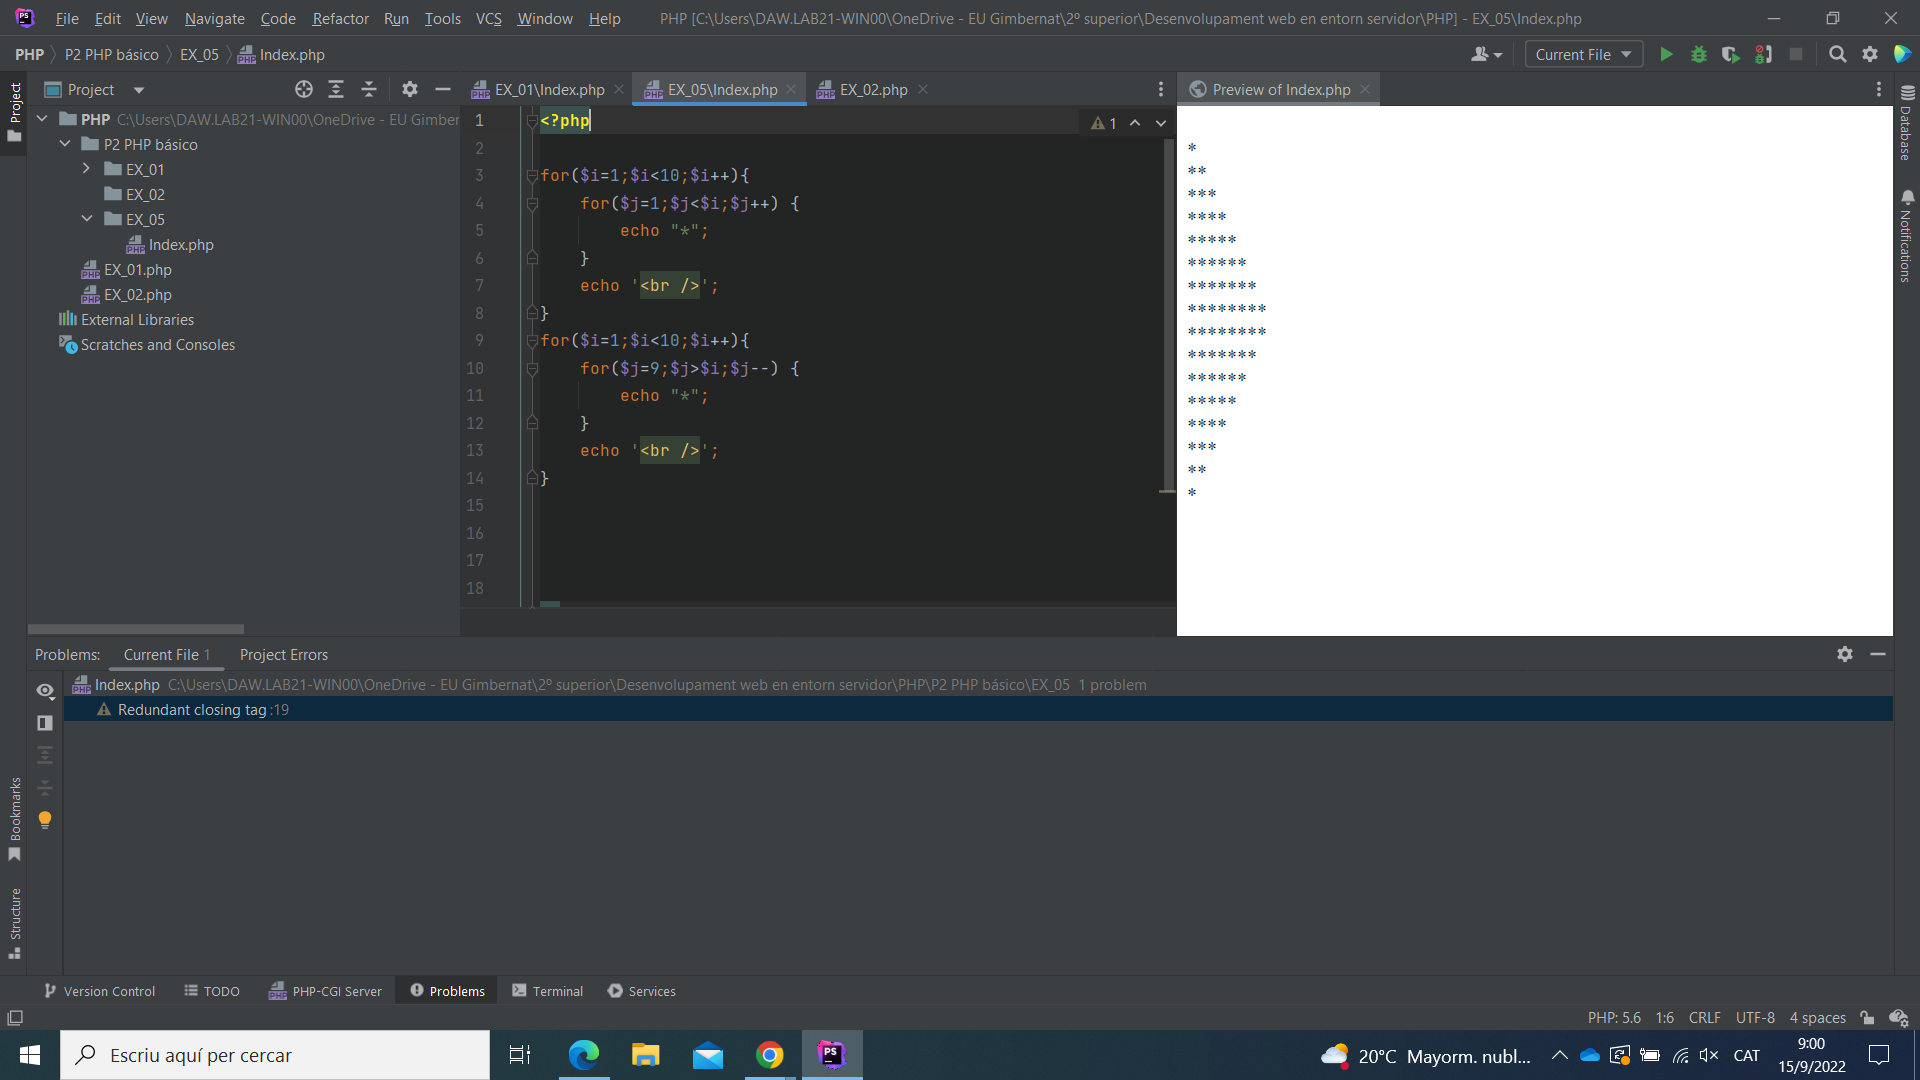 File Edit View Navigate Code Refactor Run Tools VCS Window Help PHP [C:\Users\DAW.LAB21-WIN00\OneDrive - EU Gimbernat\2º superior\Desenvolupament web en entorn servidor\PHP] - EX_05\Index.php
PHP P2 PHP básico EX_05 Index.php Current File
Project EX_01\Index.php EX_05\Index.php EX_02.php Preview of Index.php
PHP C:\Users\DAW.LAB21-WIN00\OneDrive - EU Gimber
P2 PHP básico
EX_01
EX_02
EX_05
Index.php
EX_01.php
EX_02.php
External Libraries
Scratches and Consoles
1 <?php
2
3 for($i=1;$i<10;$i++){
4 for($j=1;$j<$i;$j++) {
5 echo "*";
6 }
7 echo '<br />';
8 }
9 for($i=1;$i<10;$i++){
10 for($j=9;$j>$i;$j--) {
11 echo "*";
12 }
13 echo '<br />';
14 }
15
16
17
18
1
*
**
***
****
*****
******
*******
********
********
*******
******
*****
****
***
**
*
Project
Bookmarks
Structure
Database
Notifications
Problems: Current File 1 Project Errors
Index.php C:\Users\DAW.LAB21-WIN00\OneDrive - EU Gimbernat\2º superior\Desenvolupament web en entorn servidor\PHP\P2 PHP básico\EX_05 1 problem
Redundant closing tag :19
Version Control TODO PHP-CGI Server Problems Terminal Services
PHP: 5.6 1:6 CRLF UTF-8 4 spaces
Escriu aquí per cercar PS 20°C Mayorm. nubl... CAT 9:00
15/9/2022